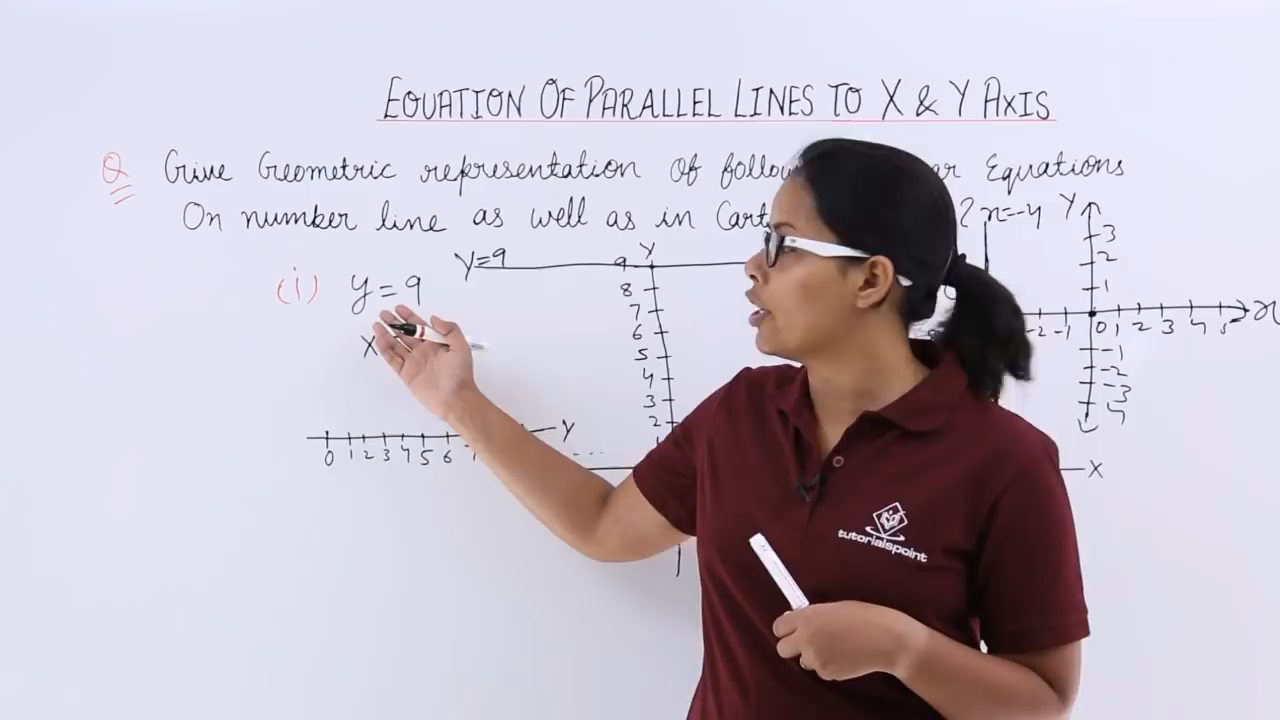 EQUATION OF PARALLEL LINES TO X & Y AXIS
Q Give Geometric representation of Equations
On number line as well as in
(i) y = 9
X
Y=9
Y
9
8
7
6
5
4
3
2
X
0 1 2 3 4 5 6
Y
...
x=-4
Y
3
2
1
-2 -1 0 1 2 3 4 5
x
-1
-2
-3
4
tutorialspoint